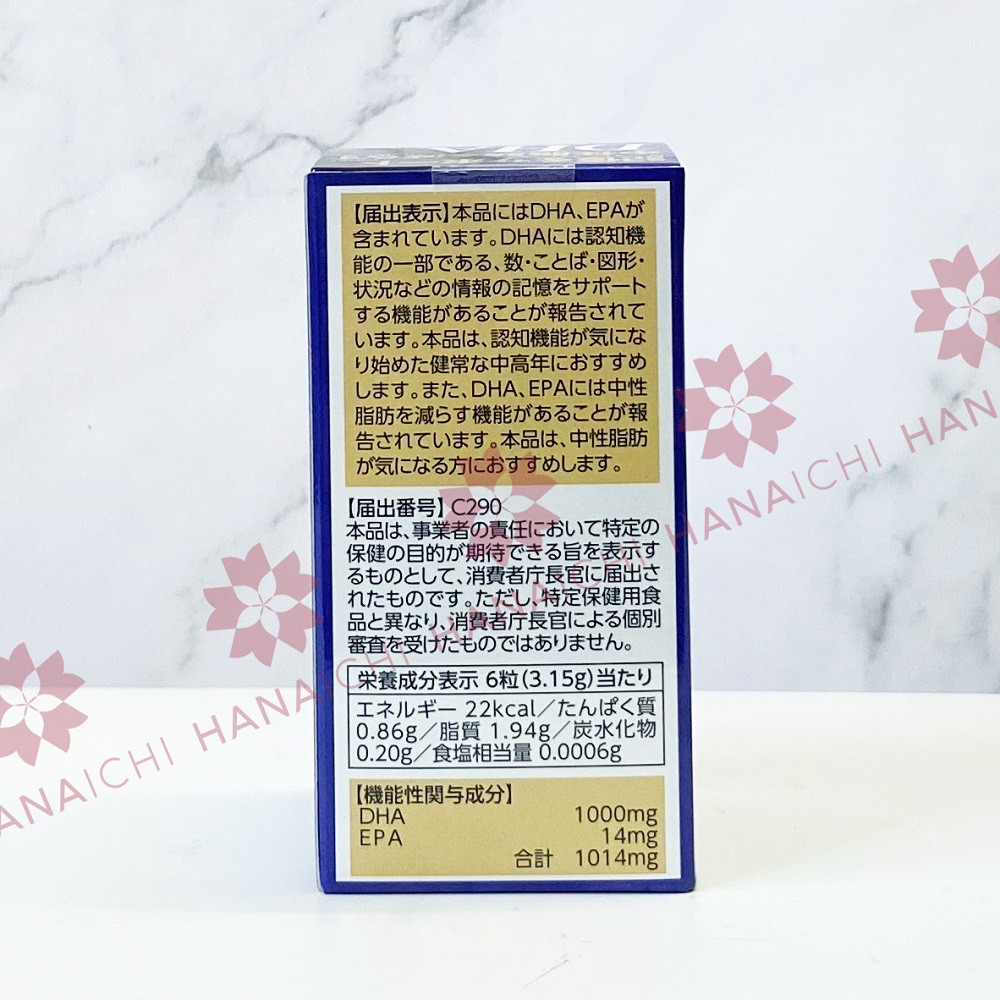 DHA
【届出表示】本品にはDHA、EPAが
含まれています。DHAには認知機
能の一部である、数・ことば・図形・
状況などの情報の記憶をサポート
する機能があることが報告されて
います。本品は、認知機能が気にな
り始めた健常な中高年におすすめ
します。また、DHA、EPAには中性
脂肪を減らす機能があることが報
告されています。本品は、中性脂肪
が気になる方におすすめします。
【届出番号】C290
本品は、事業者の責任において特定の
保健の目的が期待できる旨を表示す
るものとして、消費者庁長官に届出さ
れたものです。ただし、特定保健用食
品と異なり、消費者庁長官による個別
審査を受けたものではありません。
栄養成分表示 6粒(3.15g)当たり
エネルギー 22kcal/たんぱく質
0.86g/脂質 1.94g/炭水化物
0.20g/食塩相当量 0.0006g
【機能性関与成分】
DHA 1000mg
EPA 14mg
合計 1014mg
ANAICHI HANAICHI HANAICHI HANAICHI HANA